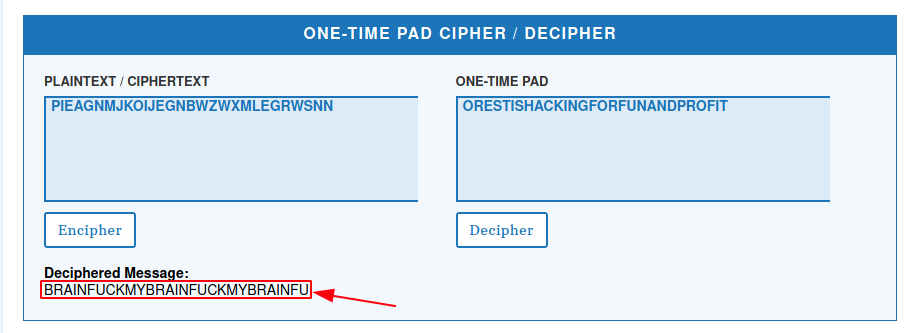 ONE-TIME PAD CIPHER / DECIPHER
PLAINTEXT / CIPHERTEXT
PIEAGNMJKOIJEGNBWZWXMLEGRWSNN
Encipher
ONE-TIME PAD
ORESTISHACKINGFORFUNANDPROFIT
Decipher
Deciphered Message:
BRAINFUCKMYBRAINFUCKMYBRAINFU